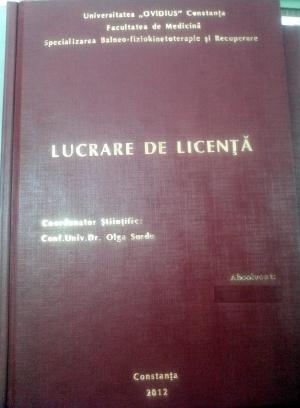 Universitatea „OVIDIUS” Constanța
Facultatea de Medicină
Specializarea Balneo-fiziokinetoterapie și Recuperare
LUCRARE DE LICENȚĂ
Coordonator Științific:
Conf.Univ.Dr. Olga Surdu
Absolvent:
Constanța
2012